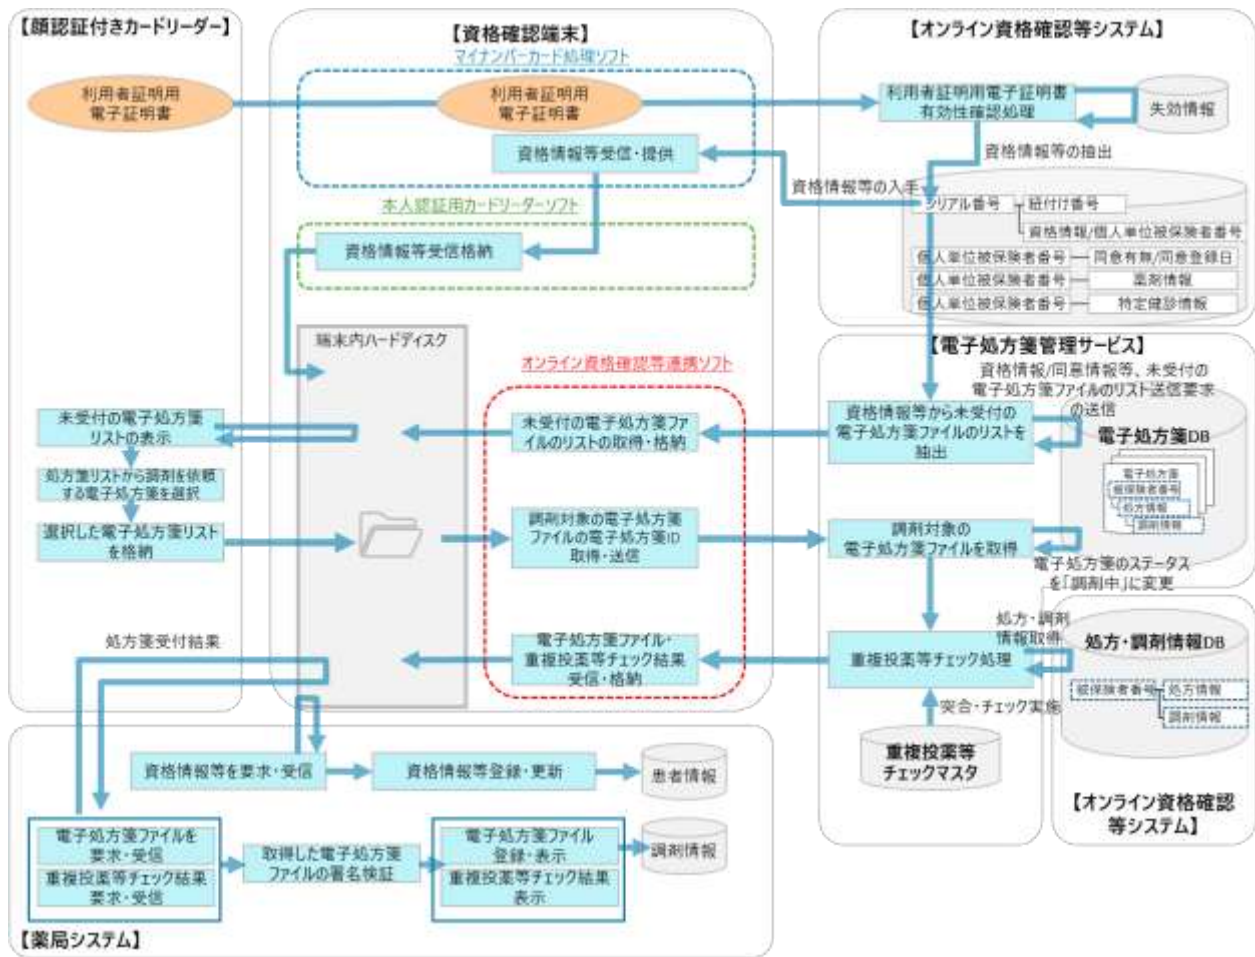 【顔認証付きカードリーダー】
利用者証明用
電子証明書
未受付の電子処方箋
リストの表示
処方箋リストから調剤を依頼
する電子処方箋を選択
選択した電子処方箋リスト
を格納
処方箋受付結果
【資格確認端末】
マイナンバーカード処理ソフト
利用者証明用
電子証明書
資格情報等受信・提供
本人認証用カードリーダーソフト
資格情報等受信格納
端末内ハードディスク
オンライン資格確認等連携ソフト
未受付の電子処方箋ファ
イルのリストの取得・格納
調剤対象の電子処方箋
ファイルの電子処方箋ID
取得・送信
電子処方箋ファイル・
重複投薬等チェック結果
受信・格納
【オンライン資格確認等システム】
利用者証明用電子証明書
有効性確認処理
失効情報
資格情報等の抽出
資格情報等の入手
シリアル番号
紐付け番号
資格情報/個人単位被保険者番号
個人単位被保険者番号
同意有無/同意登録日
個人単位被保険者番号
薬剤情報
個人単位被保険者番号
特定健診情報
【電子処方箋管理サービス】
資格情報/同意情報等、未受付の
電子処方箋ファイルのリスト送信要求
の送信
資格情報等から未受付の
電子処方箋ファイルのリストを
抽出
電子処方箋DB
電子処方箋
被保険者番号
処方情報
調剤情報
調剤対象の
電子処方箋ファイルを取得
電子処方箋のステータス
を「調剤中」に変更
処方・調剤
情報取得
重複投薬等チェック処理
突合・チェック実施
重複投薬等
チェックマスタ
処方・調剤情報DB
被保険者番号
処方情報
調剤情報
【オンライン資格確認
等システム】
資格情報等を要求・受信
資格情報等登録・更新
患者情報
電子処方箋ファイルを
要求・受信
重複投薬等チェック結果
要求・受信
取得した電子処方箋
ファイルの署名検証
電子処方箋ファイル
登録・表示
重複投薬等チェック結果
表示
調剤情報
【薬局システム】